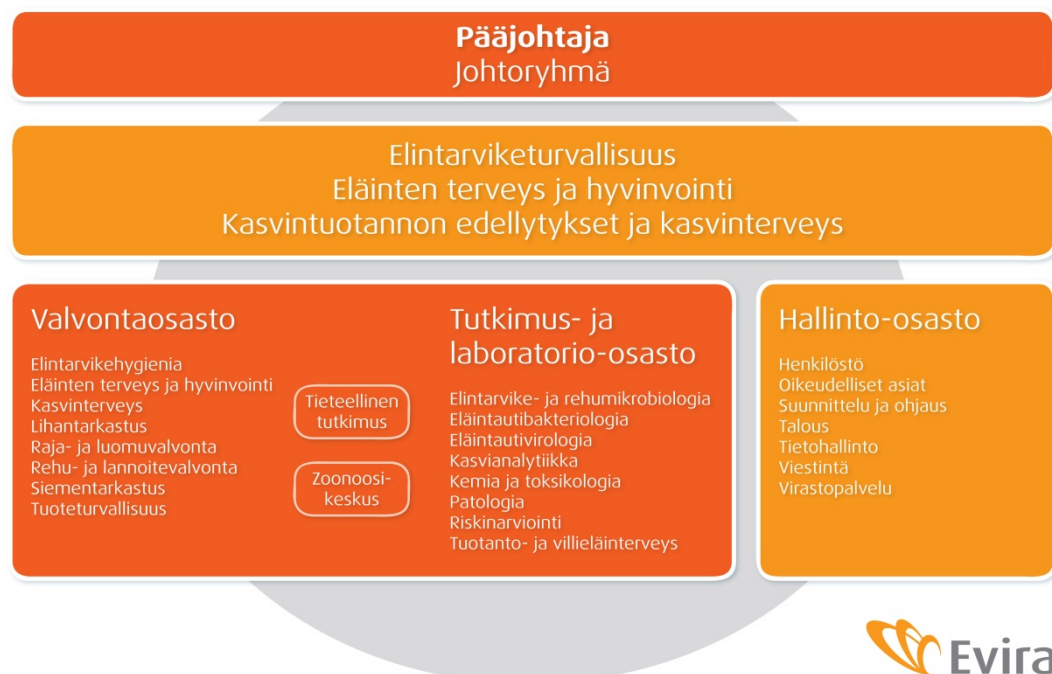 Pääjohtaja
Johtoryhmä
Elintarviketurvallisuus
Eläinten terveys ja hyvinvointi
Kasvintuotannon edellytykset ja kasvinterveys
Valvontaosasto
Elintarvikehygienia
Eläinten terveys ja hyvinvointi
Kasvinterveys
Lihantarkastus
Raja- ja luomuvalvonta
Rehu- ja lannoitevalvonta
Siementarkastus
Tuoteturvallisuus
Tieteellinen
tutkimus
Zoonoosi-
keskus
Tutkimus- ja
laboratorio-osasto
Elintarvike- ja rehumikrobiologia
Eläintautibakteriologia
Eläintautivirologia
Kasvianalytiikka
Kemia ja toksikologia
Patologia
Riskinarviointi
Tuotanto- ja villieläinterveys
Hallinto-osasto
Henkilöstö
Oikeudelliset asiat
Suunnittelu ja ohjaus
Talous
Tietohallinto
Viestintä
Virastopalvelu
Evira